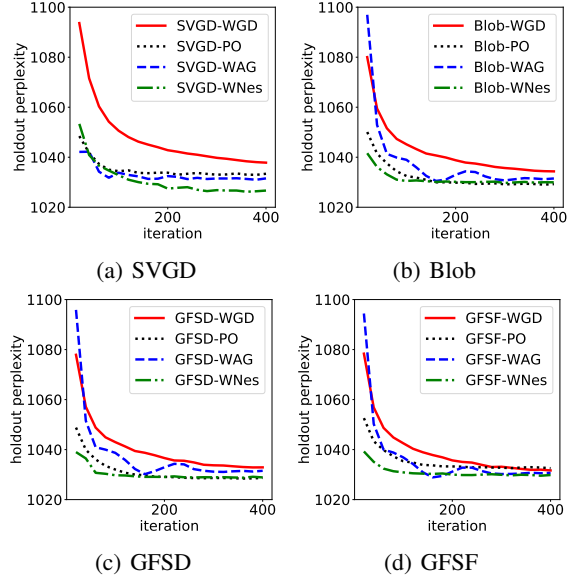 1100
1080
1060
1040
1020
holdout perplexity
SVGD-WGD
SVGD-PO
SVGD-WAG
SVGD-WNes
200
400
iteration
(a) SVGD
1100
1080
1060
1040
1020
holdout perplexity
Blob-WGD
Blob-PO
Blob-WAG
Blob-WNes
200
400
iteration
(b) Blob
1100
1080
1060
1040
1020
holdout perplexity
GFSD-WGD
GFSD-PO
GFSD-WAG
GFSD-WNes
200
400
iteration
(c) GFSD
1100
1080
1060
1040
1020
holdout perplexity
GFSF-WGD
GFSF-PO
GFSF-WAG
GFSF-WNes
200
400
iteration
(d) GFSF